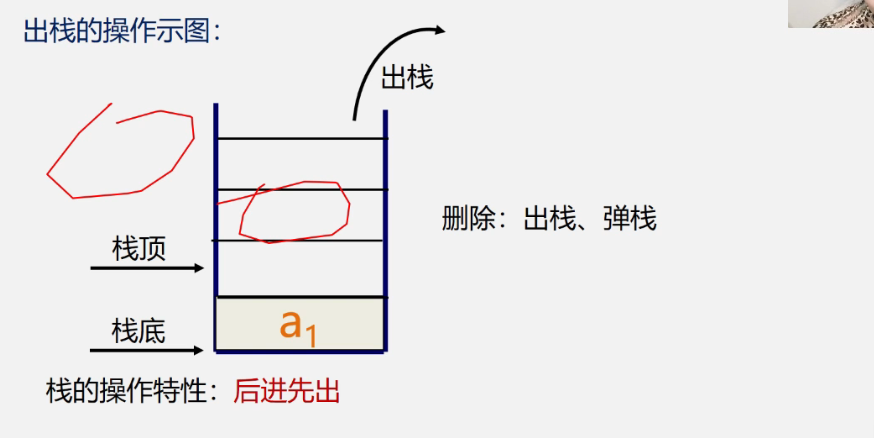 出栈的操作示图：
出栈
删除：出栈、弹栈
栈顶
a1
栈底
栈的操作特性：后进先出